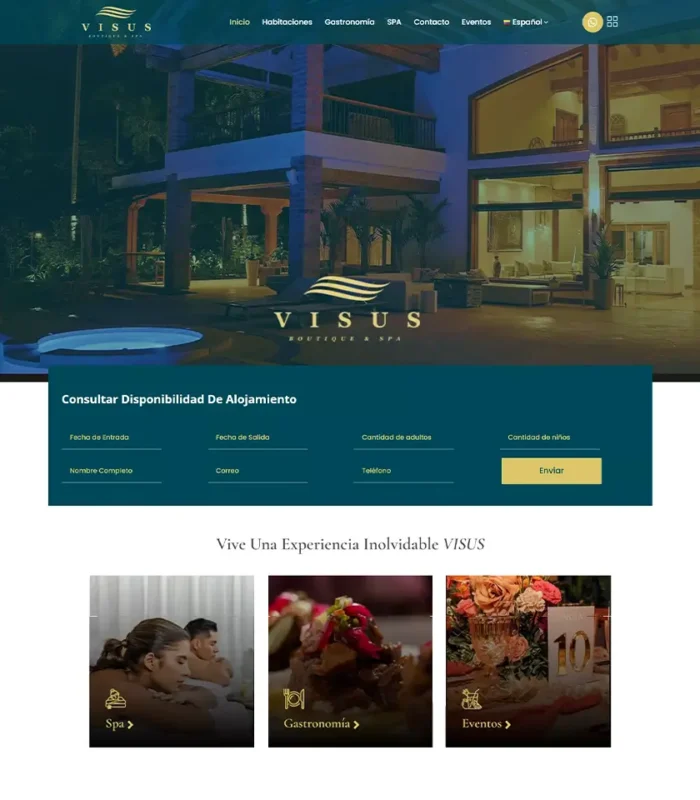 VISUS
BOUTIQUE & SPA
Inicio Habitaciones Gastronomía SPA Contacto Eventos Español
VISUS
BOUTIQUE & SPA
Consultar Disponibilidad De Alojamiento
Fecha de Entrada Fecha de Salida Cantidad de adultos Cantidad de niños
Nombre Completo Correo Teléfono Enviar
Vive Una Experiencia Inolvidable VISUS
10
Spa Gastronomía Eventos